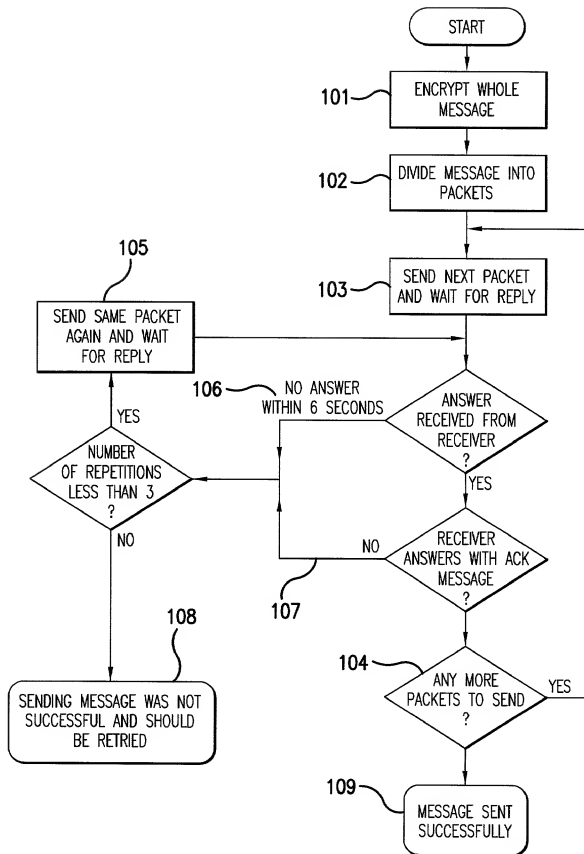 START
101
ENCRYPT WHOLE
MESSAGE
102
DIVIDE MESSAGE INTO
PACKETS
103
SEND NEXT PACKET
AND WAIT FOR REPLY
105
SEND SAME PACKET
AGAIN AND WAIT
FOR REPLY
106
NO ANSWER
WITHIN 6 SECONDS
ANSWER
RECEIVED FROM
RECEIVER
?
YES
YES
NUMBER
OF REPETITIONS
LESS THAN 3
?
NO
RECEIVER
ANSWERS WITH ACK
MESSAGE
?
NO
107
104
ANY MORE
PACKETS TO SEND
?
YES
108
SENDING MESSAGE WAS NOT
SUCCESSFUL AND SHOULD
BE RETRIED
109
MESSAGE SENT
SUCCESSFULLY